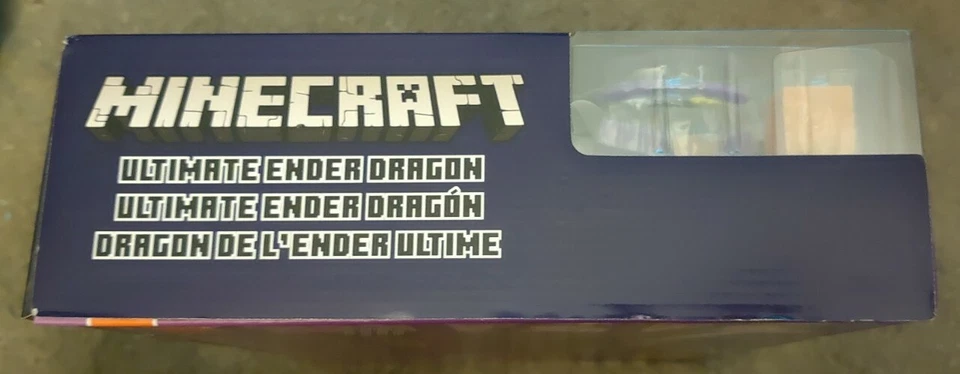 MINECRAFT
ULTIMATE ENDER DRAGON
ULTIMATE ENDER DRAGÓN
DRAGON DE L'ENDER ULTIME